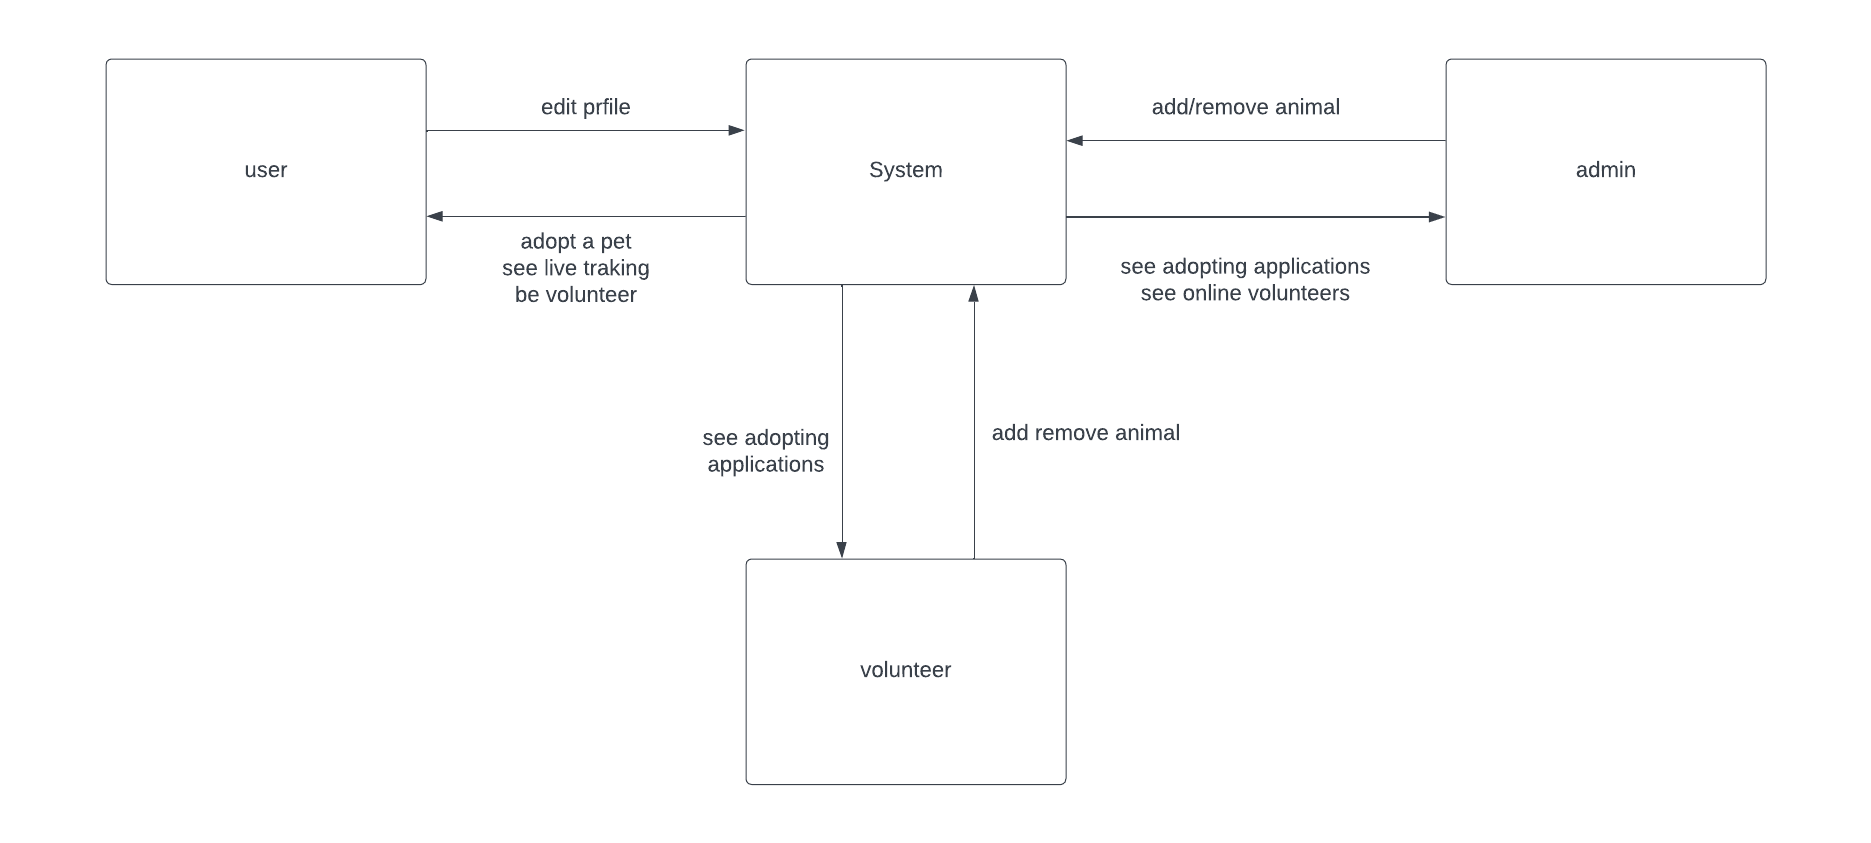 edit prfile
add/remove animal
user
System
admin
adopt a pet
see live traking
be volunteer
see adopting applications
see online volunteers
see adopting
applications
add remove animal
volunteer